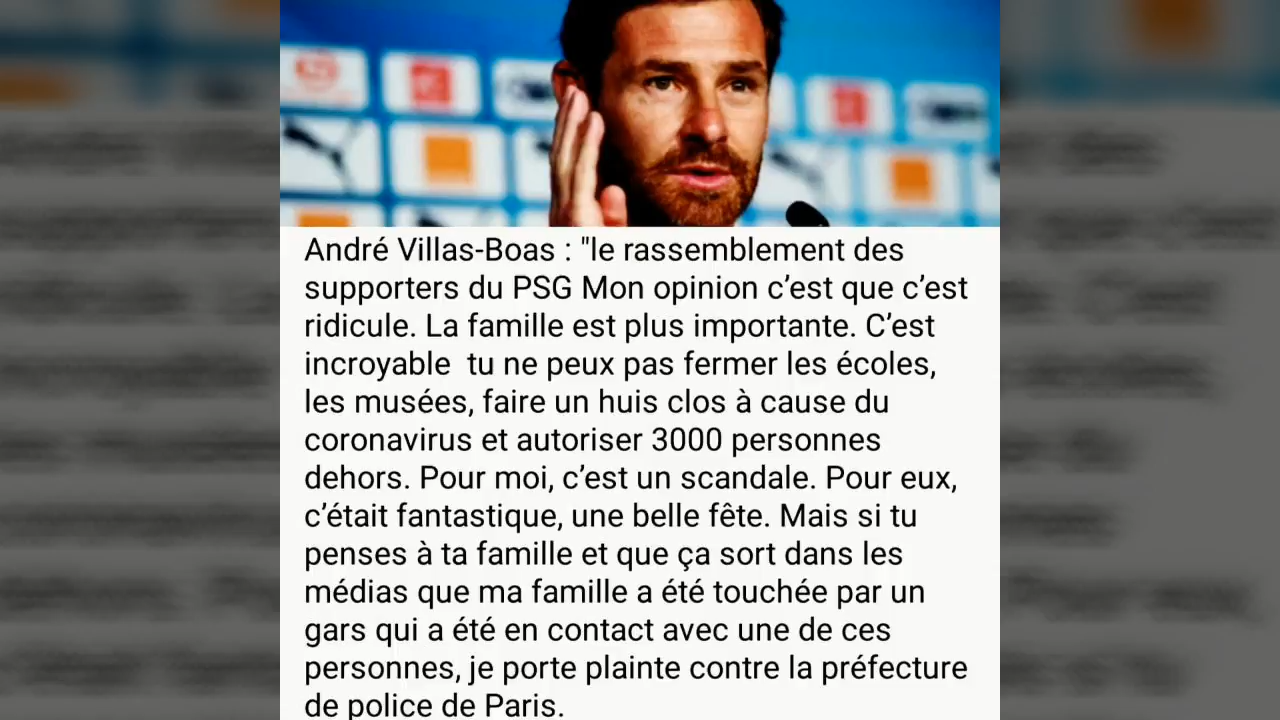 André Villas-Boas : "le rassemblement des
supporters du PSG Mon opinion c’est que c’est
ridicule. La famille est plus importante. C’est
incroyable  tu ne peux pas fermer les écoles,
les musées, faire un huis clos à cause du
coronavirus et autoriser 3000 personnes
dehors. Pour moi, c’est un scandale. Pour eux,
c’était fantastique, une belle fête. Mais si tu
penses à ta famille et que ça sort dans les
médias que ma famille a été touchée par un
gars qui a été en contact avec une de ces
personnes, je porte plainte contre la préfecture
de police de Paris.